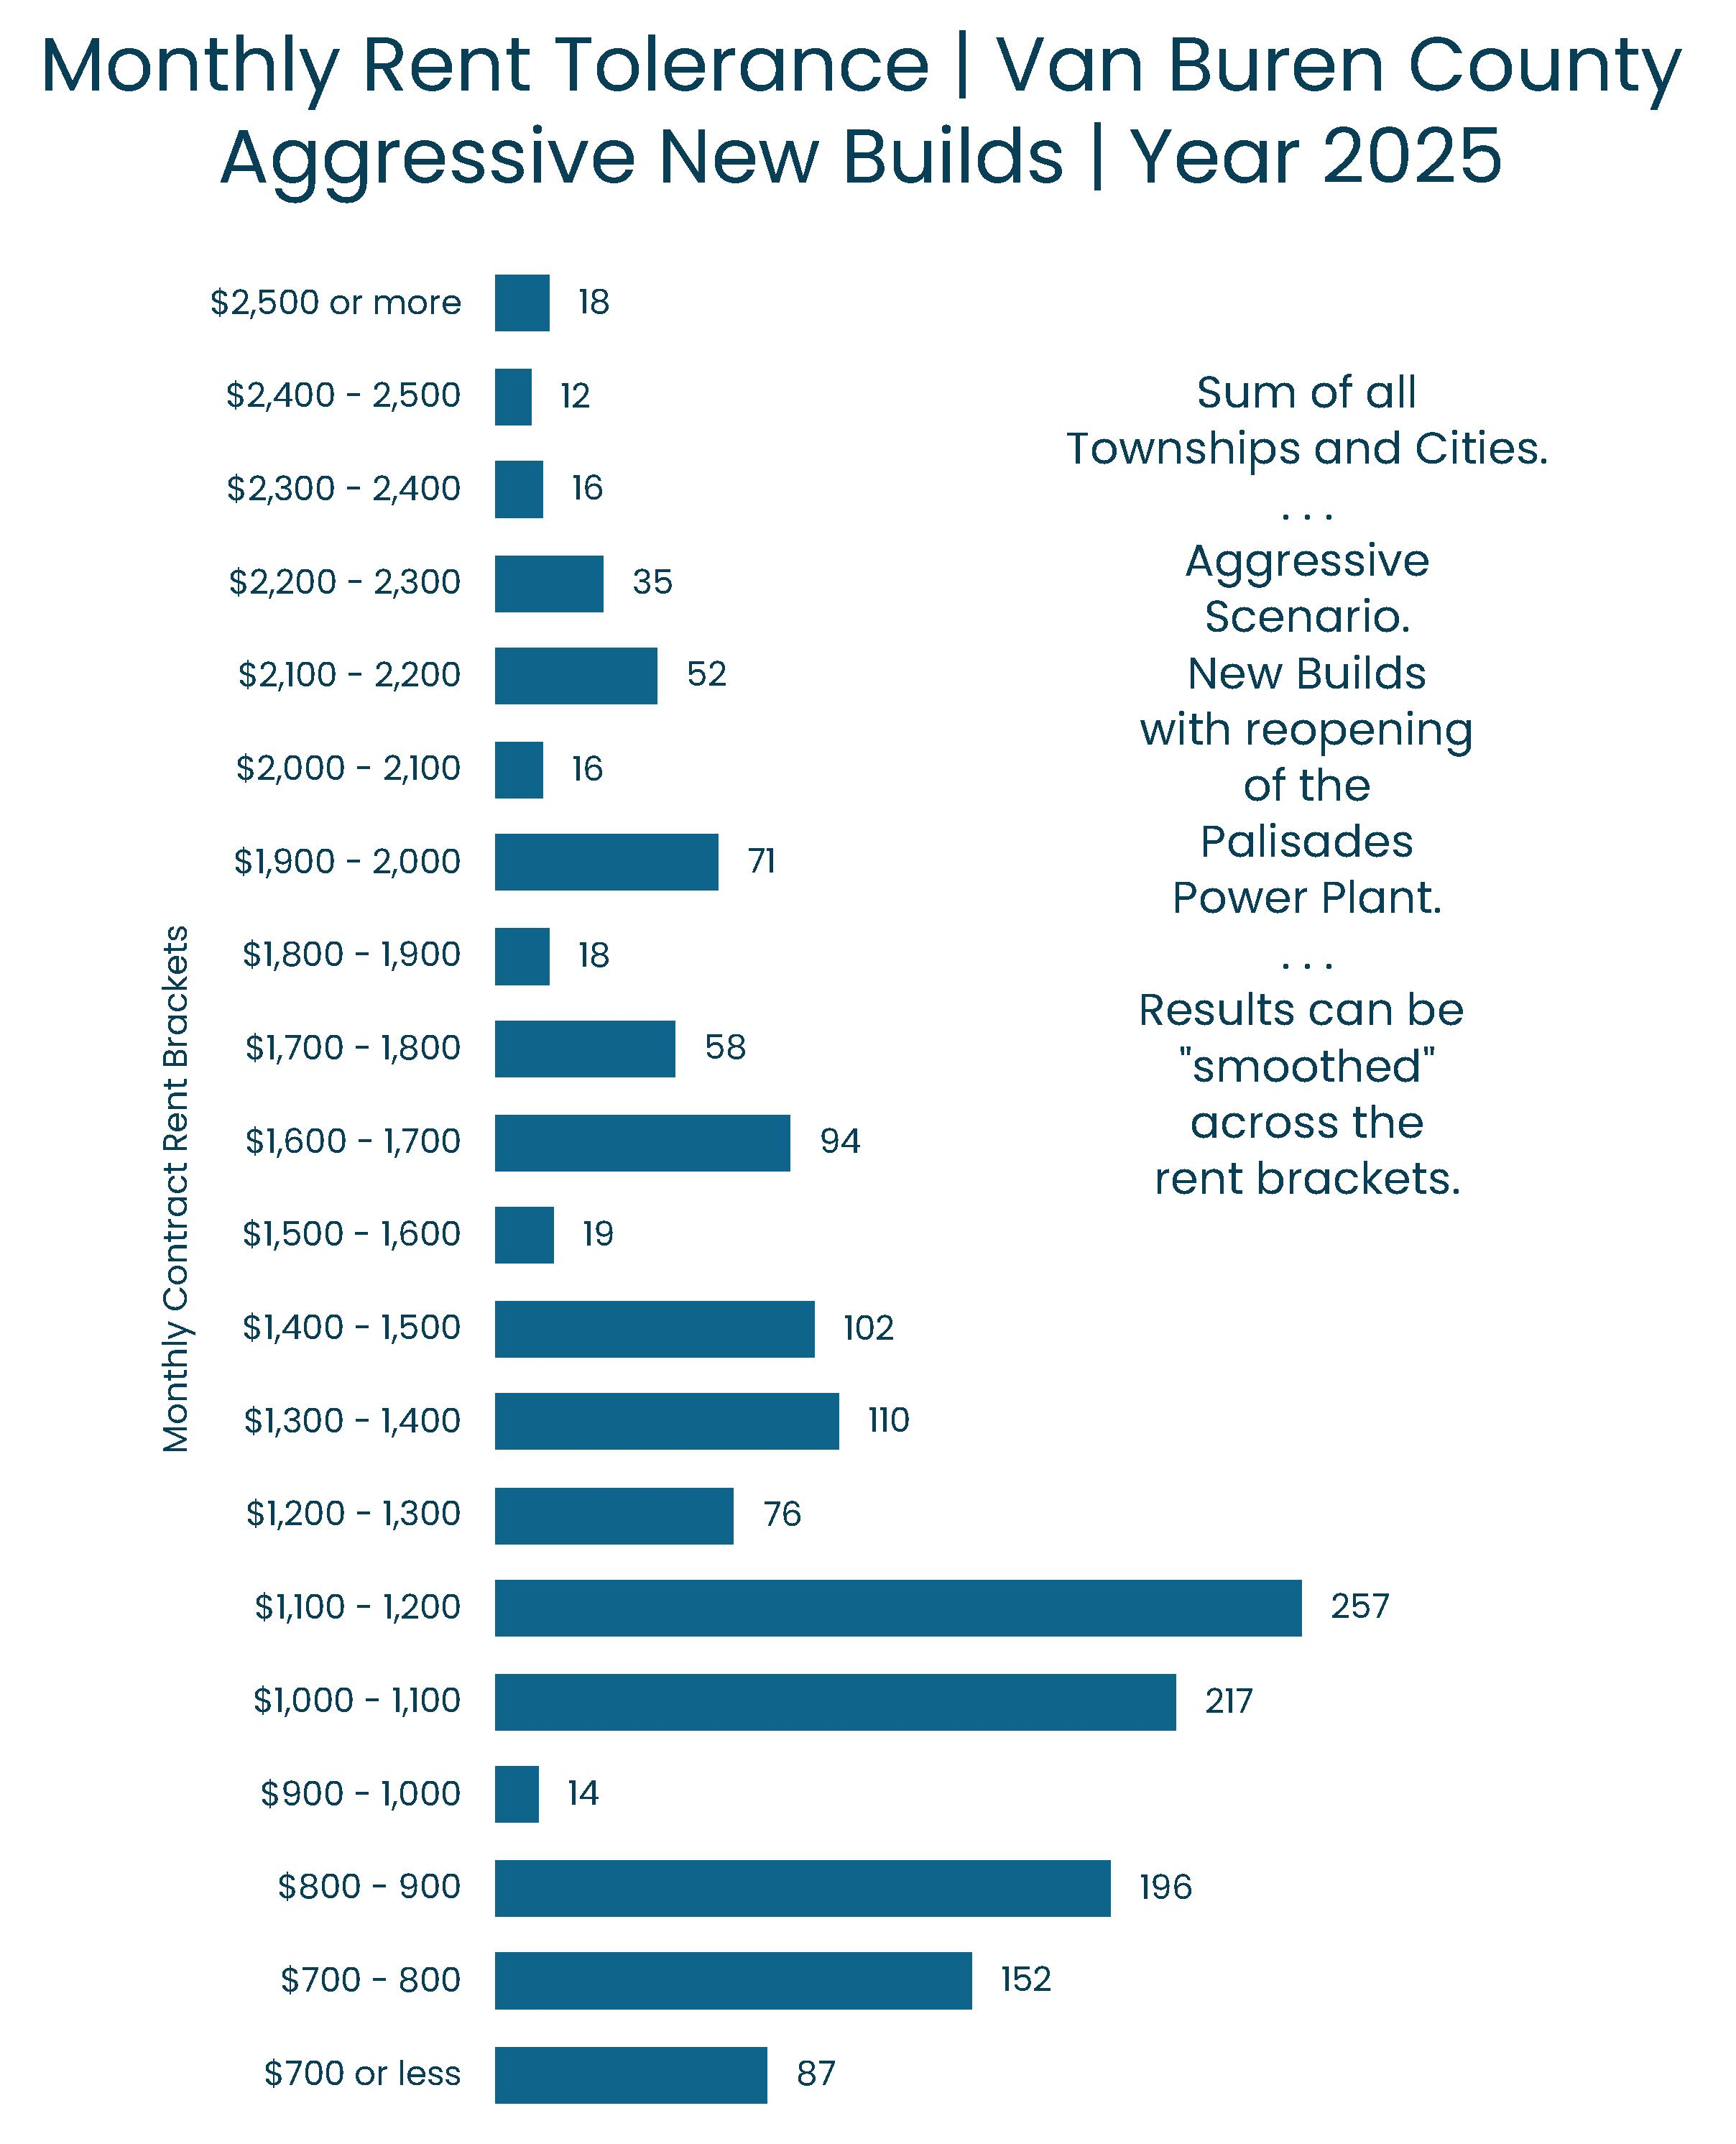 Monthly Rent Tolerance | Van Buren County
Aggressive New Builds | Year 2025
Monthly Contract Rent Brackets
$2,500 or more 18
$2,400 - 2,500 12
$2,300 - 2,400 16
$2,200 - 2,300 35
$2,100 - 2,200 52
$2,000 - 2,100 16
$1,900 - 2,000 71
$1,800 - 1,900 18
$1,700 - 1,800 58
$1,600 - 1,700 94
$1,500 - 1,600 19
$1,400 - 1,500 102
$1,300 - 1,400 110
$1,200 - 1,300 76
$1,100 - 1,200 257
$1,000 - 1,100 217
$900 - 1,000 14
$800 - 900 196
$700 - 800 152
$700 or less 87
Sum of all
Townships and Cities.
. . .
Aggressive
Scenario.
New Builds
with reopening
of the
Palisades
Power Plant.
. . .
Results can be
"smoothed"
across the
rent brackets.